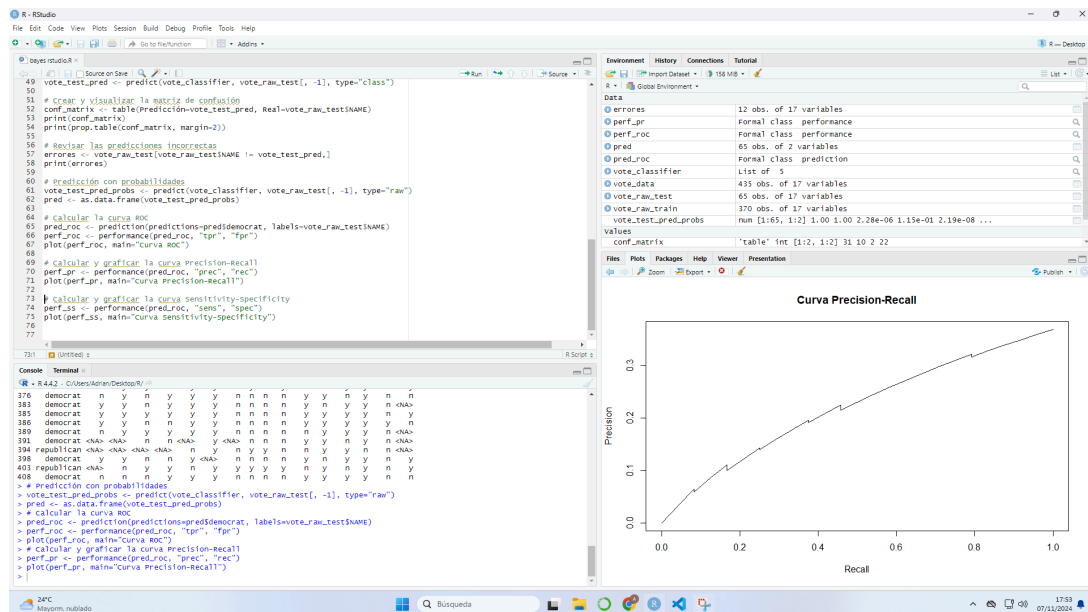 R - RStudio
File Edit Code View Plots Session Build Debug Profile Tools Help
Go to file/function Addins R — Desktop
bayes rstudio.R
Source on Save Run Source
49 vote_test_pred <- predict(vote_classifier, vote_raw_test[, -1], type="class")
50
51 # Crear y visualizar la matriz de confusión
52 conf_matrix <- table(Predicción=vote_test_pred, Real=vote_raw_test$NAME)
53 print(conf_matrix)
54 print(prop.table(conf_matrix, margin=2))
55
56 # Revisar las predicciones incorrectas
57 errores <- vote_raw_test[vote_raw_test$NAME != vote_test_pred,]
58 print(errores)
59
60 # Predicción con probabilidades
61 vote_test_pred_probs <- predict(vote_classifier, vote_raw_test[, -1], type="raw")
62 pred <- as.data.frame(vote_test_pred_probs)
63
64 # Calcular la curva ROC
65 pred_roc <- prediction(predictions=pred$democrat, labels=vote_raw_test$NAME)
66 perf_roc <- performance(pred_roc, "tpr", "fpr")
67 plot(perf_roc, main="Curva ROC")
68
69 # Calcular y graficar la curva Precision-Recall
70 perf_pr <- performance(pred_roc, "prec", "rec")
71 plot(perf_pr, main="Curva Precision-Recall")
72
73 # Calcular y graficar la curva sensitivity-Specificity
74 perf_ss <- performance(pred_roc, "sens", "spec")
75 plot(perf_ss, main="Curva Sensitivity-Specificity")
76
77
73:1 (Untitled) R Script
Console Terminal
R 4.4.2 · C:/Users/Adrian/Desktop/R/
376 democrat n y n y y y n n n n y y n y n n
383 democrat n y y y y y n n n n y n y y n <NA>
385 democrat y y y y y y n n n n n y y y n y
386 democrat n y y n y y n n n n n y y y y n
389 democrat n y y y y y n n n n n y y y n <NA>
391 democrat <NA> <NA> n n <NA> y <NA> n n n n y y n y n <NA>
394 republican <NA> <NA> <NA> <NA> n y n y n n y n y n y <NA>
398 democrat y y n n <NA> y y n n n y y y y n y
403 republican <NA> n y y n y y y y y n y n y n y
408 democrat n n n y y y n n n n y y y y n n
> # Predicción con probabilidades
> vote_test_pred_probs <- predict(vote_classifier, vote_raw_test[, -1], type="raw")
> pred <- as.data.frame(vote_test_pred_probs)
> # Calcular la curva ROC
> pred_roc <- prediction(predictions=pred$democrat, labels=vote_raw_test$NAME)
> perf_roc <- performance(pred_roc, "tpr", "fpr")
> plot(perf_roc, main="Curva ROC")
> # Calcular y graficar la curva Precision-Recall
> perf_pr <- performance(pred_roc, "prec", "rec")
> plot(perf_pr, main="Curva Precision-Recall")
>
Environment History Connections Tutorial
Import Dataset 158 MiB List
R Global Environment
Data
errores 12 obs. of 17 variables
perf_pr Formal class performance
perf_roc Formal class performance
pred 65 obs. of 2 variables
pred_roc Formal class prediction
vote_classifier List of 5
vote_data 435 obs. of 17 variables
vote_raw_test 65 obs. of 17 variables
vote_raw_train 370 obs. of 17 variables
vote_test_pred_probs num [1:65, 1:2] 1.00 1.00 2.28e-06 1.15e-01 2.19e-08 ...
values
conf_matrix 'table' int [1:2, 1:2] 31 10 2 22
Files Plots Packages Help Viewer Presentation
Zoom Export Publish
Curva Precision-Recall
Precision
0.3
0.2
0.1
0.0
0.0 0.2 0.4 0.6 0.8 1.0
Recall
24°C
Mayorm. nublado
Búsqueda
17:53
07/11/2024